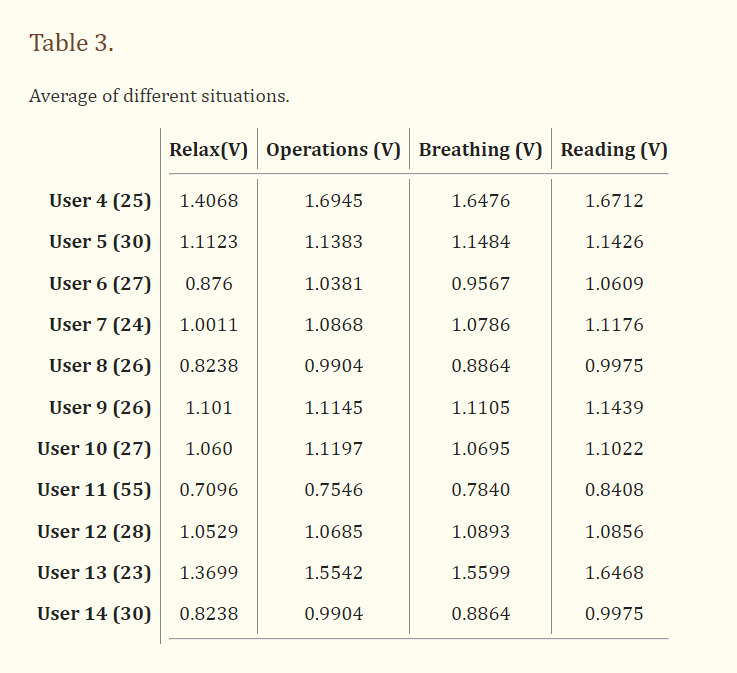 Table 3.
Average of different situations.
Relax(V) Operations (V) Breathing (V) Reading (V)
User 4 (25) 1.4068 1.6945 1.6476 1.6712
User 5 (30) 1.1123 1.1383 1.1484 1.1426
User 6 (27) 0.876 1.0381 0.9567 1.0609
User 7 (24) 1.0011 1.0868 1.0786 1.1176
User 8 (26) 0.8238 0.9904 0.8864 0.9975
User 9 (26) 1.101 1.1145 1.1105 1.1439
User 10 (27) 1.060 1.1197 1.0695 1.1022
User 11 (55) 0.7096 0.7546 0.7840 0.8408
User 12 (28) 1.0529 1.0685 1.0893 1.0856
User 13 (23) 1.3699 1.5542 1.5599 1.6468
User 14 (30) 0.8238 0.9904 0.8864 0.9975